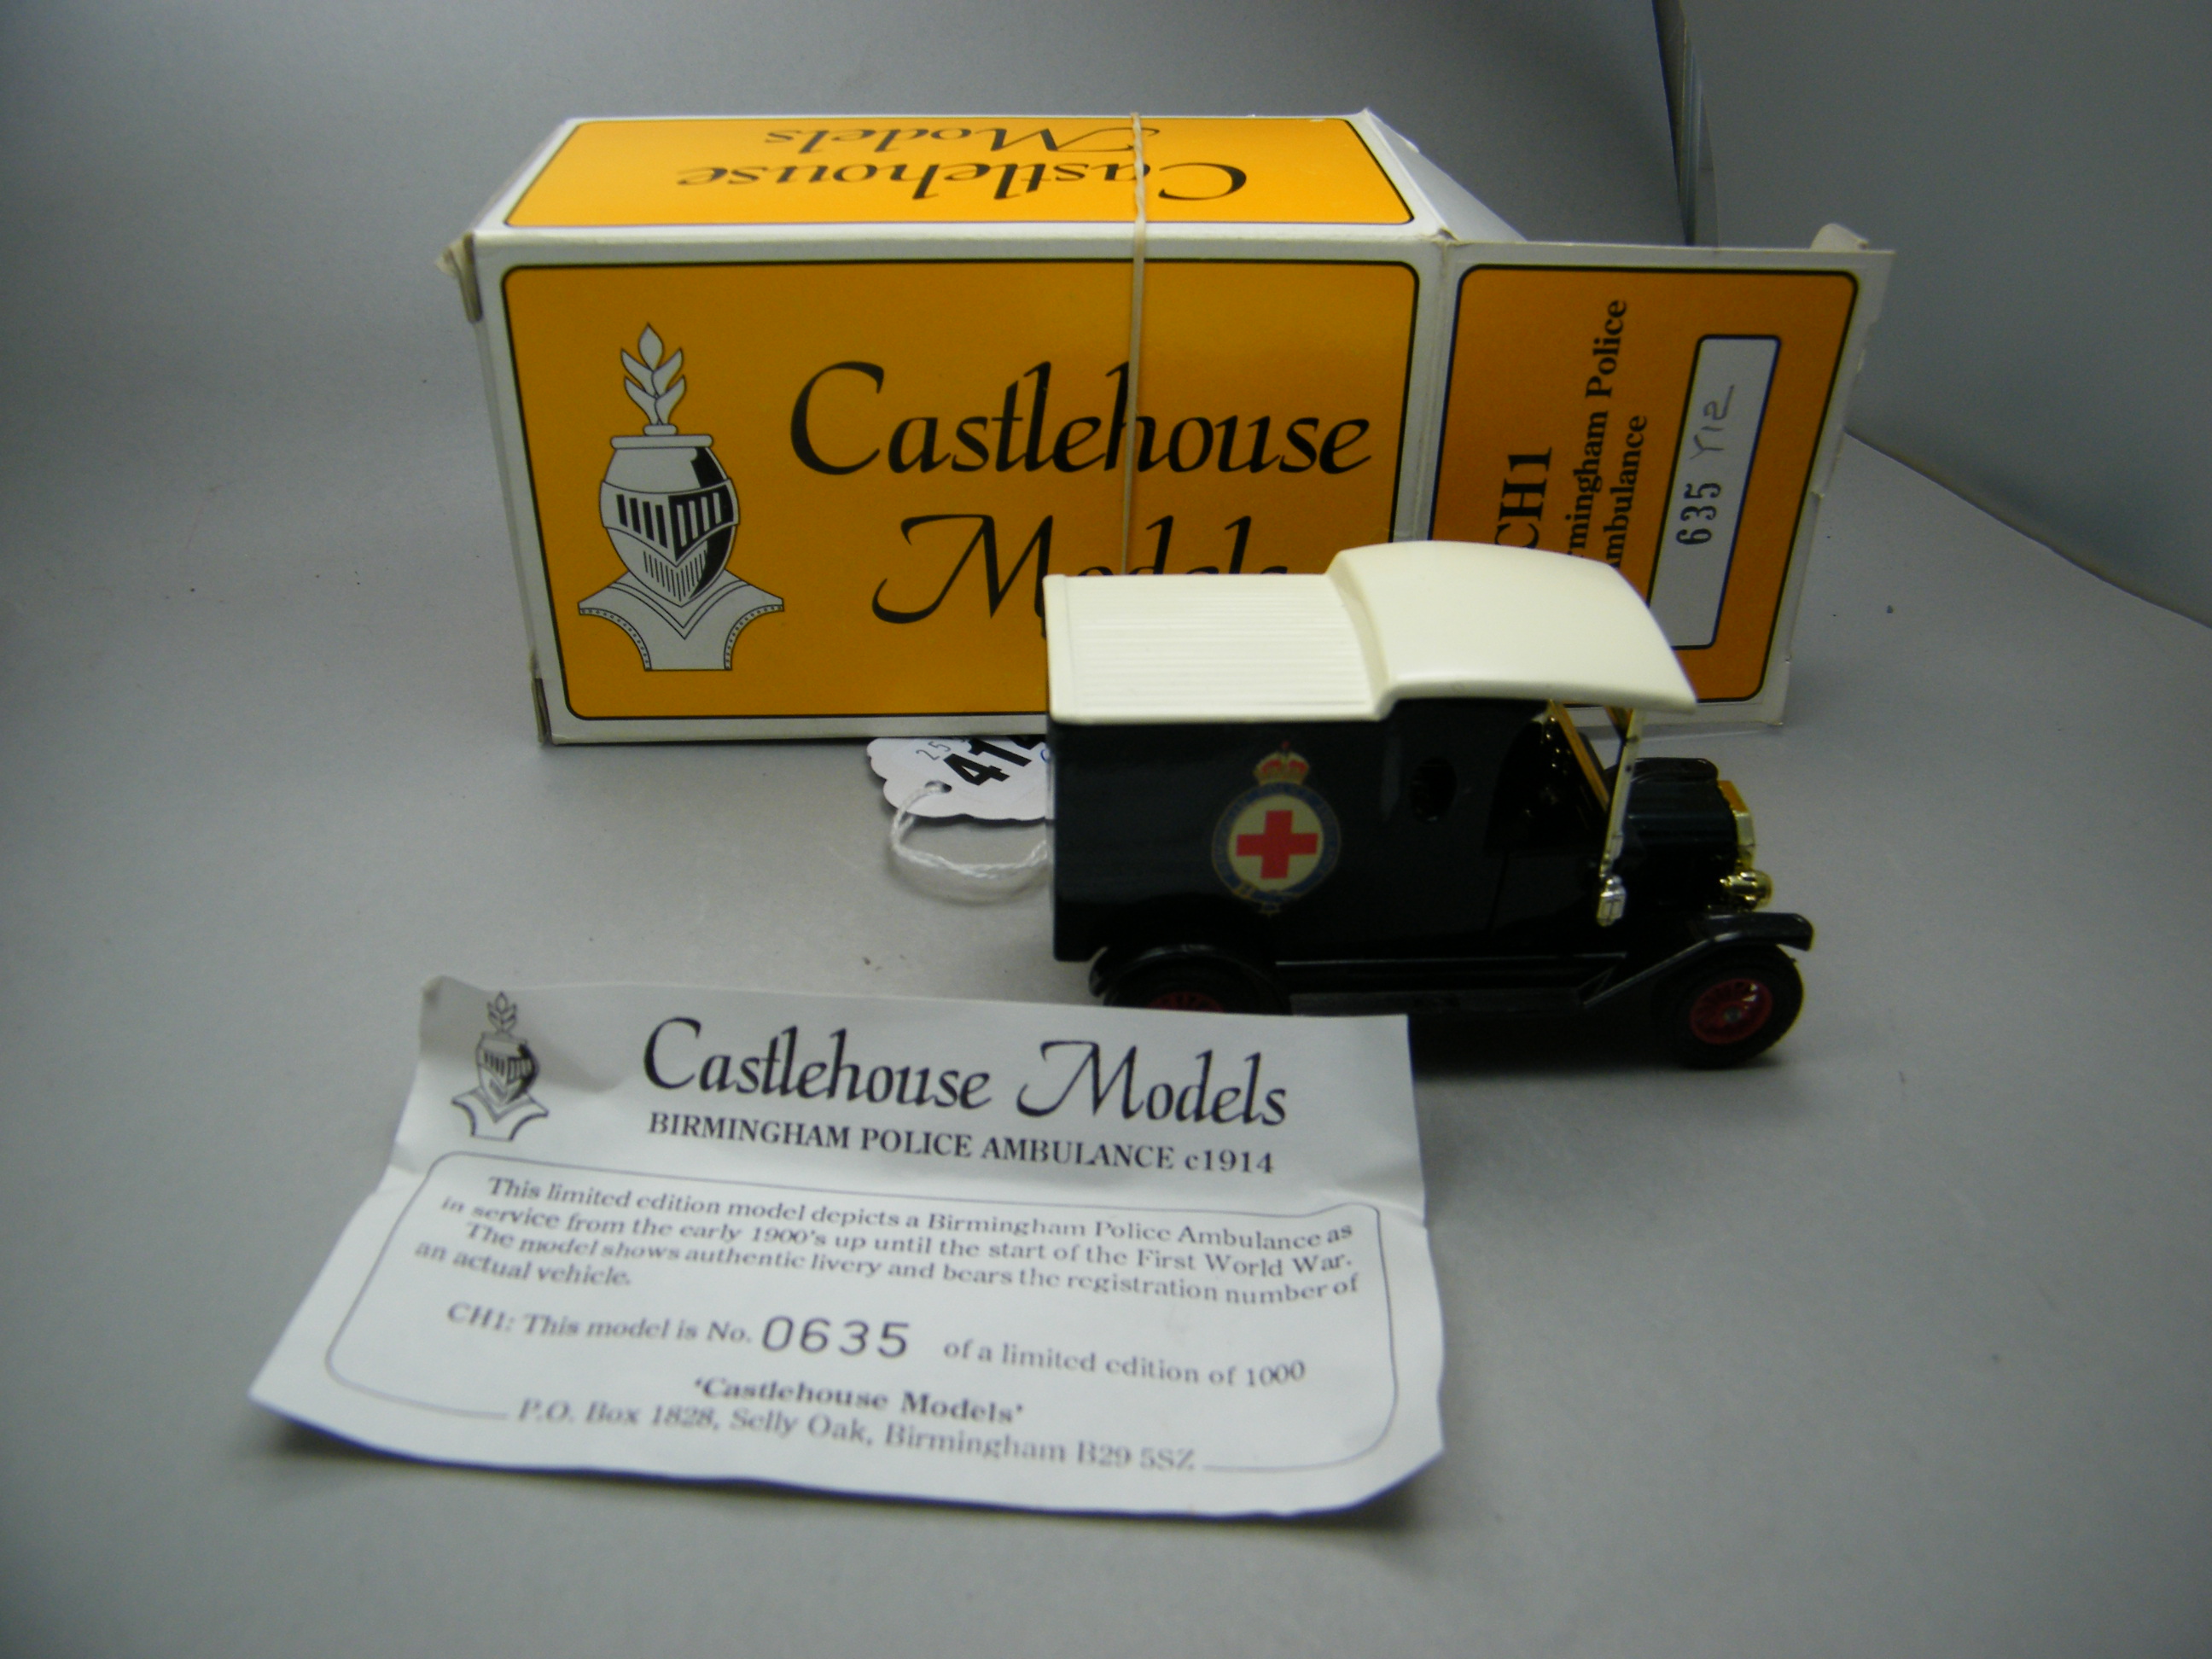 Castlehouse
Models
Castlehouse
Models
CH1
Birmingham Police
Ambulance
635 Y12
Castlehouse Models
BIRMINGHAM POLICE AMBULANCE c1914
This limited edition model depicts a Birmingham Police Ambulance as
in service from the early 1900's up until the start of the First World War.
The model shows authentic livery and bears the registration number of
an actual vehicle.
CH1: This model is No. 0635 of a limited edition of 1000
'Castlehouse Models'
P.O. Box 1828, Selly Oak, Birmingham B29 5SZ